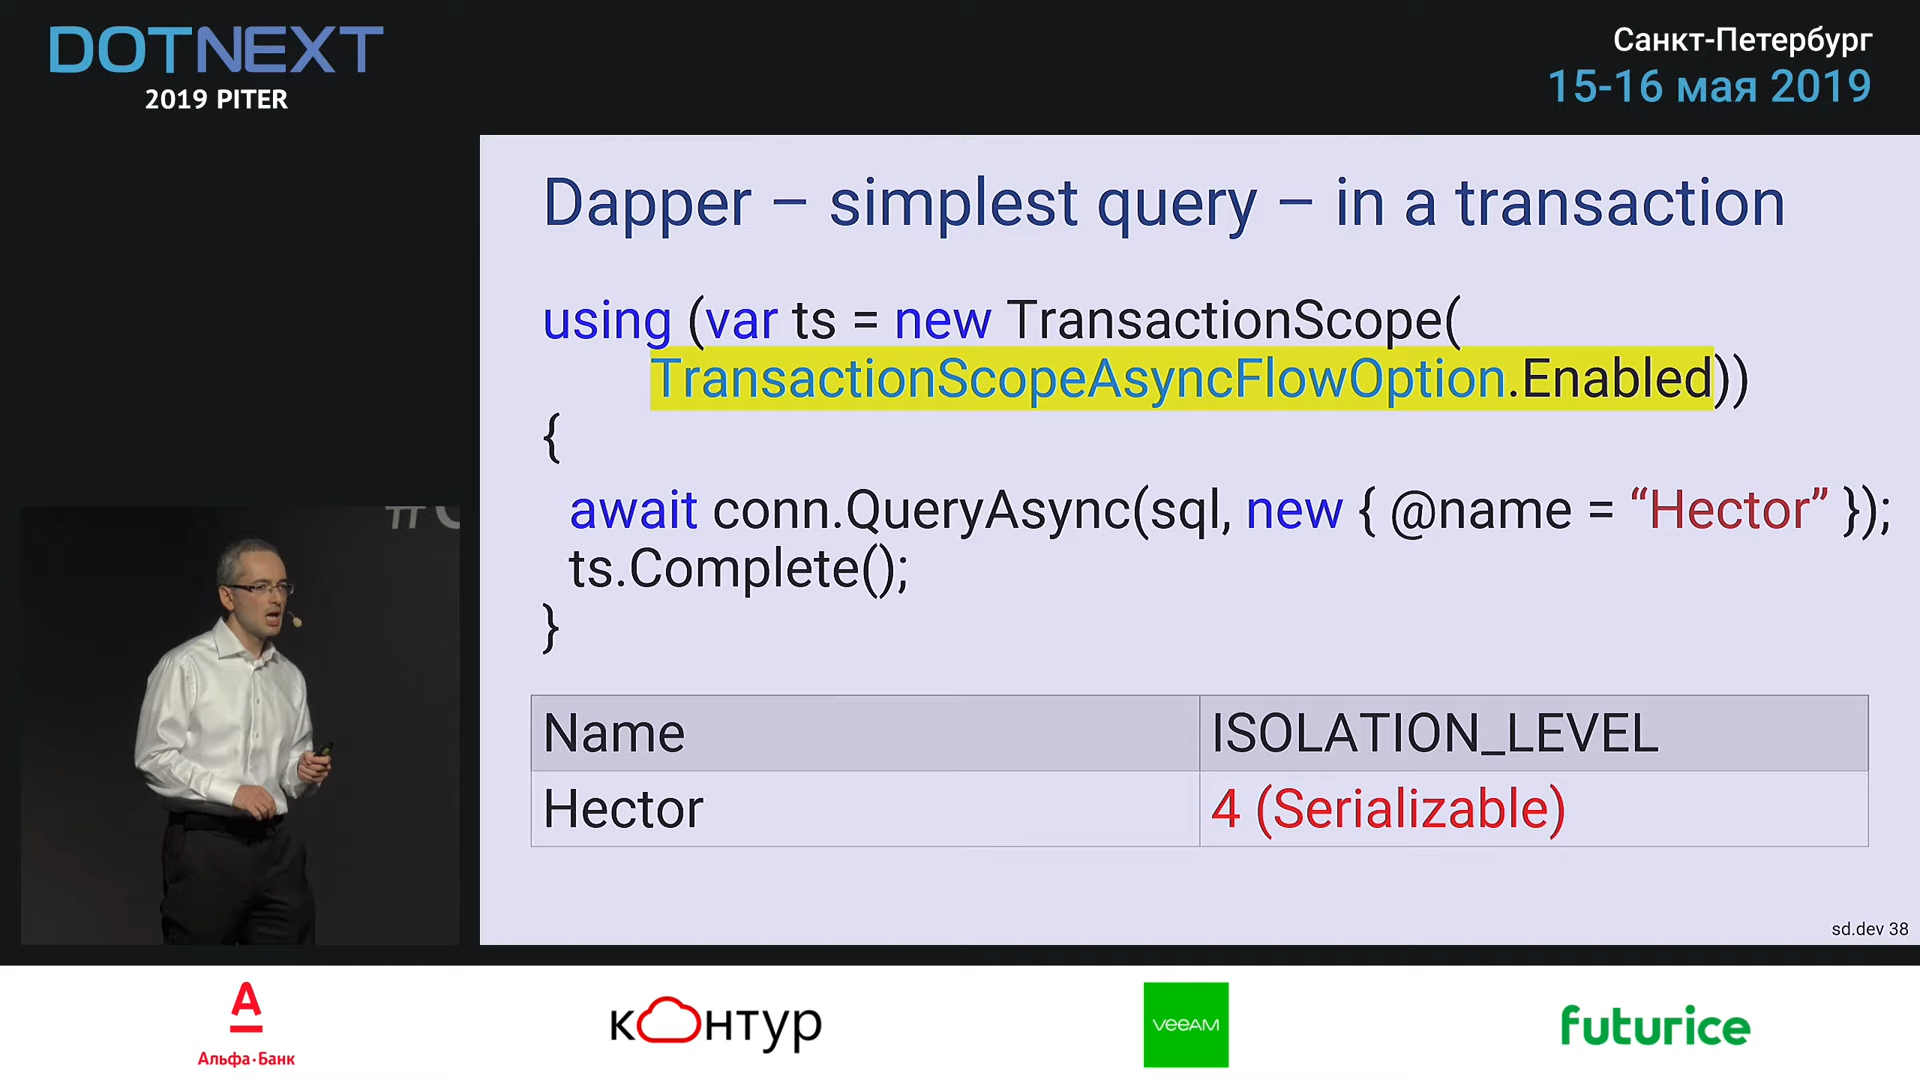 DOTNEXT
2019 PITER
Санкт-Петербург
15-16 мая 2019
Dapper – simplest query – in a transaction
using (var ts = new TransactionScope(
TransactionScopeAsyncFlowOption.Enabled))
{
await conn.QueryAsync(sql, new { @name = “Hector” });
ts.Complete();
}
Name ISOLATION_LEVEL
Hector 4 (Serializable)
sd.dev 38
А
Альфа·Банк
контур
veeam
futurice